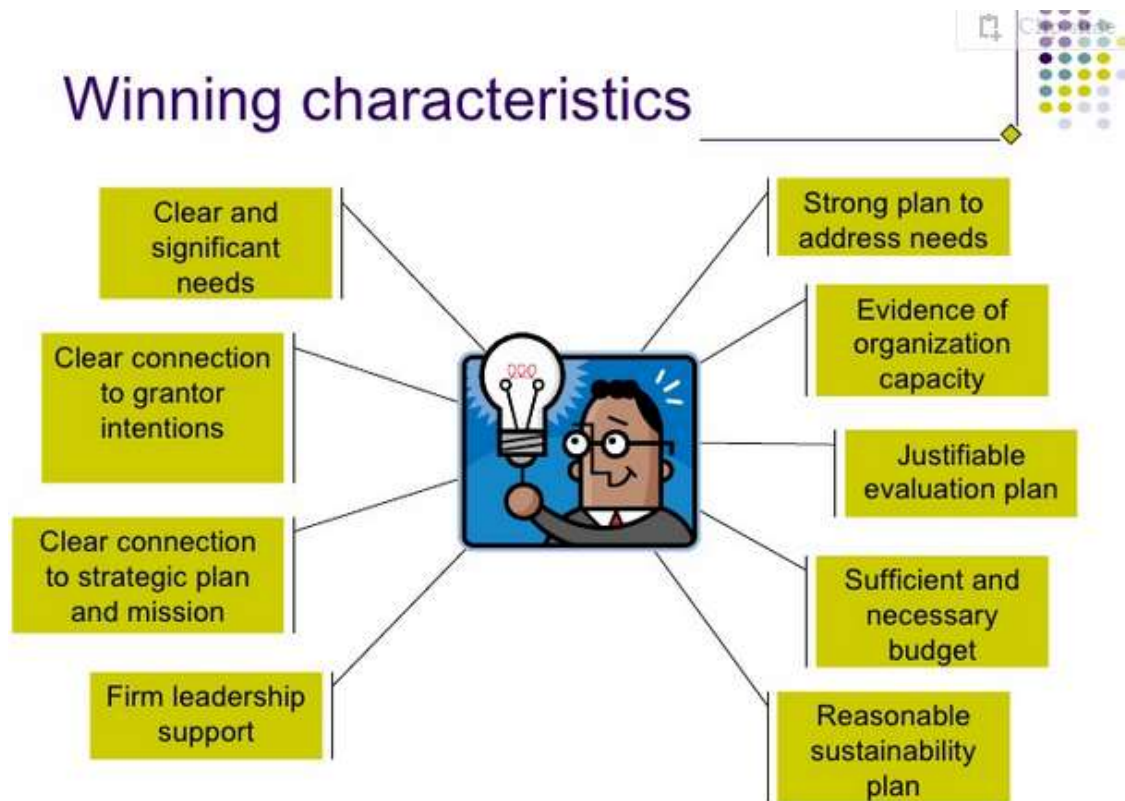 Winning characteristics
Clear and
significant
needs
Clear connection
to grantor
intentions
Clear connection
to strategic plan
and mission
Firm leadership
support
Strong plan to
address needs
Evidence of
organization
capacity
Justifiable
evaluation plan
Sufficient and
necessary
budget
Reasonable
sustainability
plan